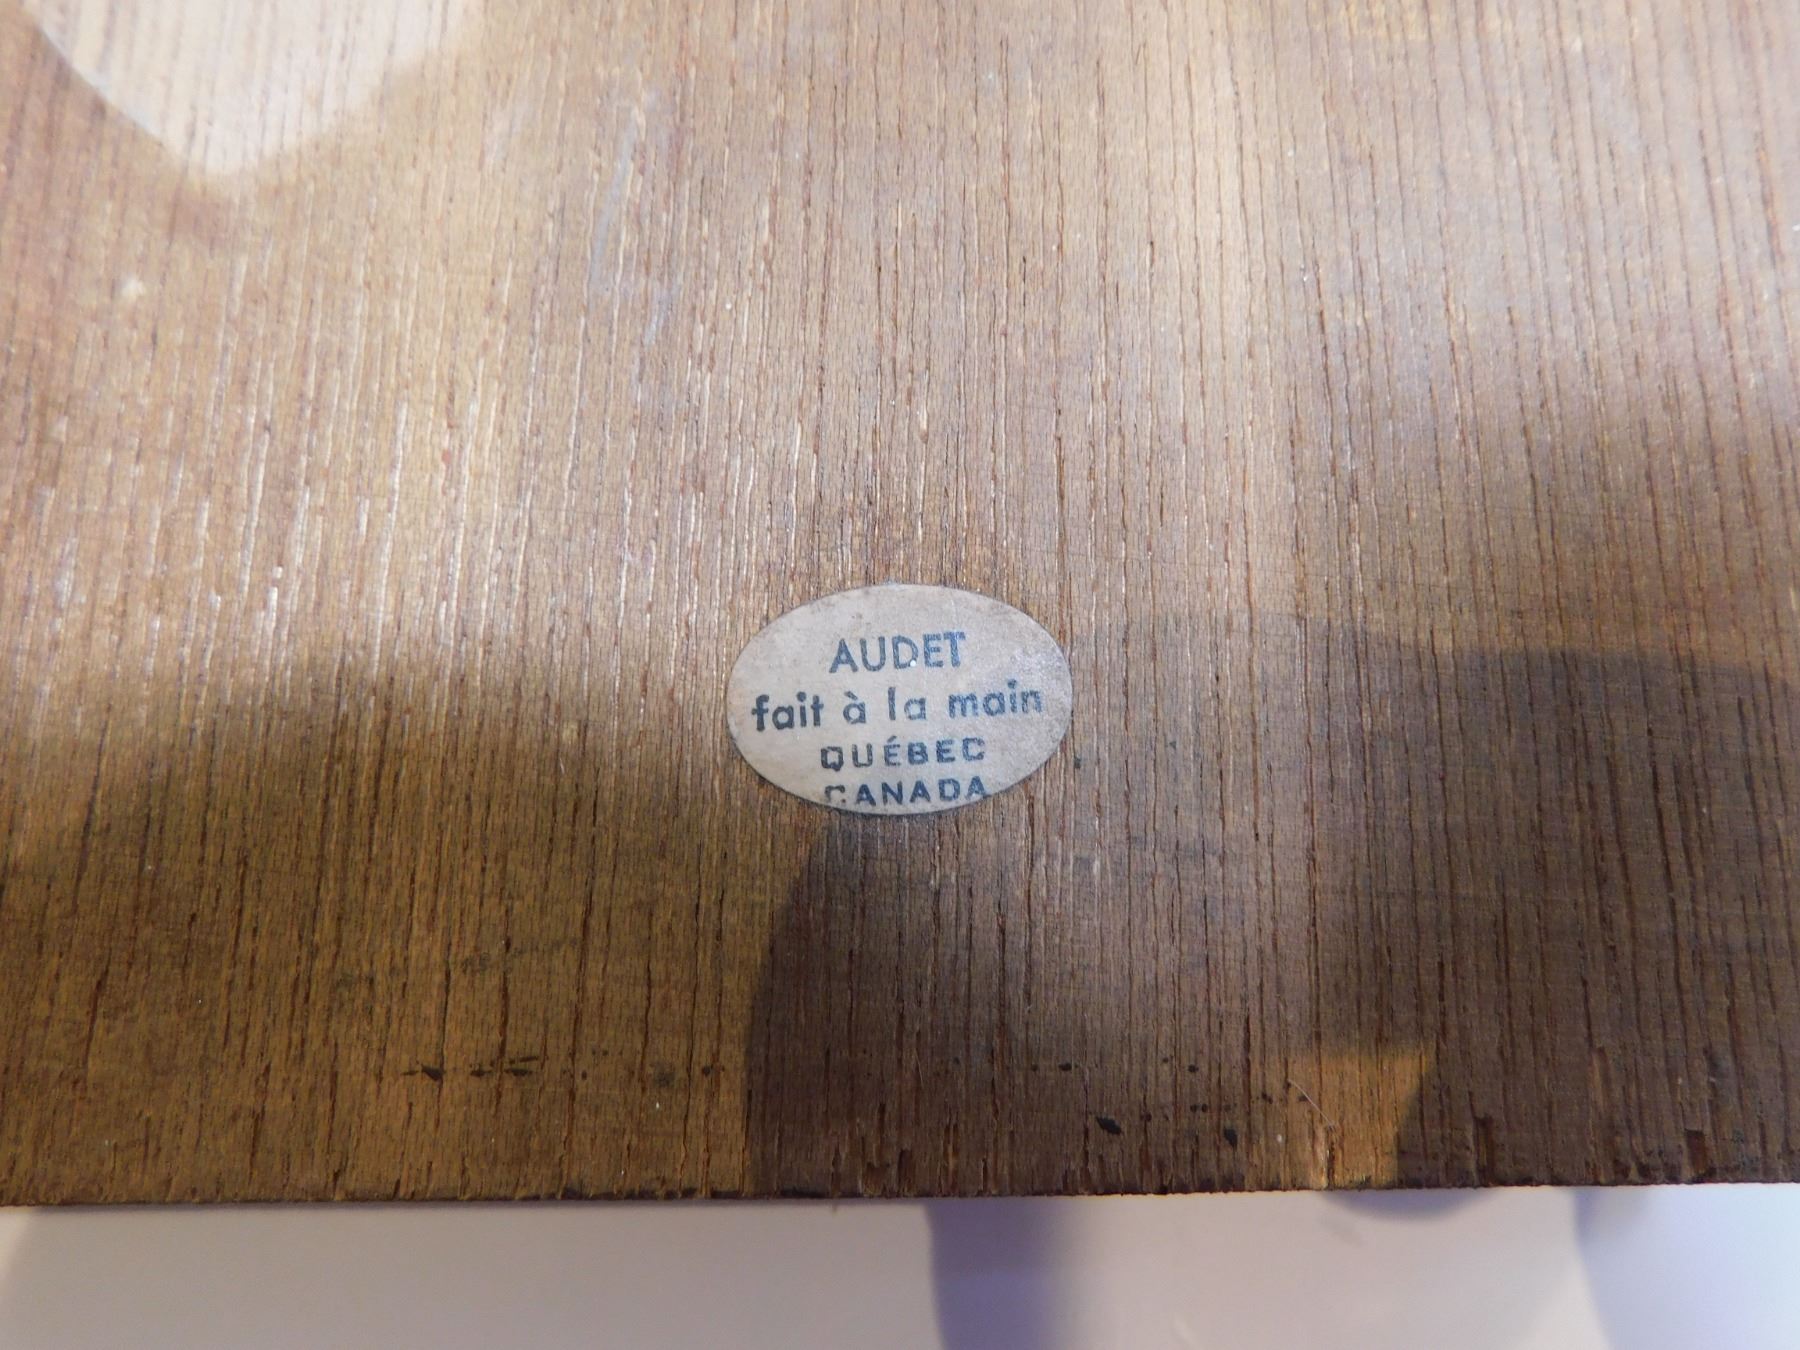 AUDET
fait à la main
QUÉBEC
CANADA